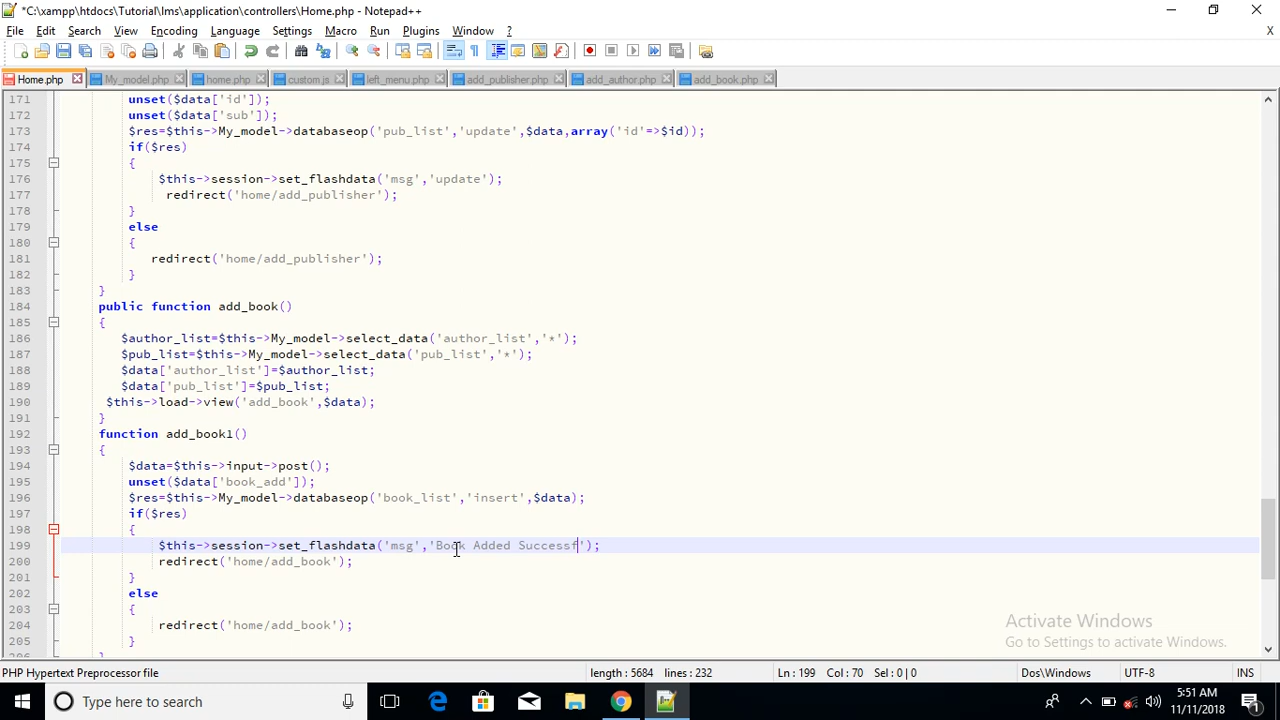 *C:\xampp\htdocs\Tutorial\lms\application\controllers\Home.php - Notepad++
File Edit Search View Encoding Language Settings Macro Run Plugins Window ? X
Home.php My_model.php home.php custom.js left_menu.php add_publisher.php add_author.php add_book.php
171 unset($data['id']);
172 unset($data['sub']);
173 $res=$this->My_model->databaseop('pub_list','update',$data,array('id'=>$id));
174 if($res)
175 {
176 $this->session->set_flashdata('msg','update');
177 redirect('home/add_publisher');
178 }
179 else
180 {
181 redirect('home/add_publisher');
182 }
183 }
184 public function add_book()
185 {
186 $author_list=$this->My_model->select_data('author_list','*');
187 $pub_list=$this->My_model->select_data('pub_list','*');
188 $data['author_list']=$author_list;
189 $data['pub_list']=$pub_list;
190 $this->load->view('add_book',$data);
191 }
192 function add_book1()
193 {
194 $data=$this->input->post();
195 unset($data['book_add']);
196 $res=$this->My_model->databaseop('book_list','insert',$data);
197 if($res)
198 {
199 $this->session->set_flashdata('msg','Book Added Successf');
200 redirect('home/add_book');
201 }
202 else
203 {
204 redirect('home/add_book');
205 }
206 }
Activate Windows
Go to Settings to activate Windows.
PHP Hypertext Preprocessor file length : 5684 lines : 232 Ln : 199 Col : 70 Sel : 0 | 0 Dos\Windows UTF-8 INS
Type here to search
5:51 AM
11/11/2018
1